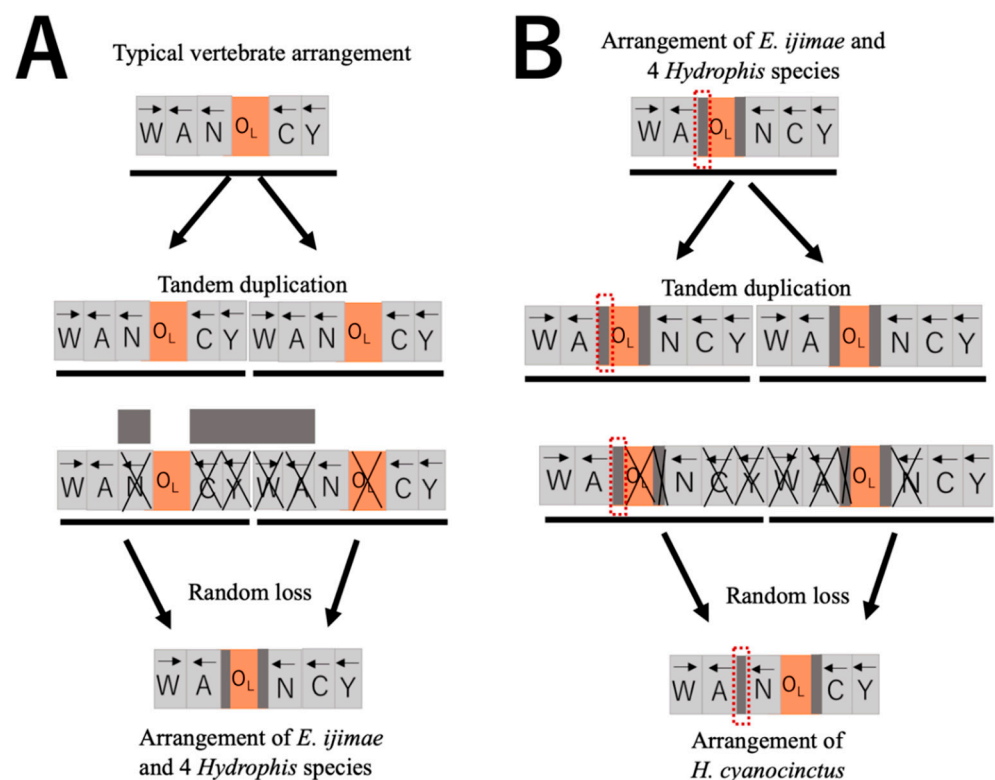 A
Typical vertebrate arrangement
W A N OL C Y
Tandem duplication
W A N OL C Y W A N OL C Y
W A N OL C Y W A N OL C Y
Random loss
W A OL N C Y
Arrangement of E. ijimae
and 4 Hydrophis species
B
Arrangement of E. ijimae and
4 Hydrophis species
W A OL N C Y
Tandem duplication
W A OL N C Y W A OL N C Y
W A OL N C Y W A OL N C Y
Random loss
W A N OL C Y
Arrangement of
H. cyanocinctus